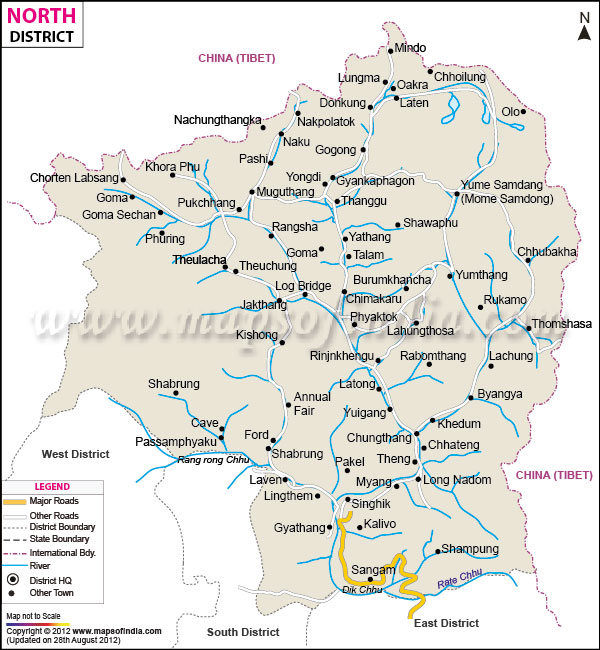 NORTH
DISTRICT
N
CHINA (TIBET)
Mindo
Lungma
Chhoilung
Oakra
Donkung
Laten
Olo
Nachungthangka
Nakpolatok
Naku
Gogong
Pashi
Khora Phu
Chorten Labsang
Yongdi
Gyankaphagon
Muguthang
Yume Samdang
(Mome Samdong)
Goma
Pukchhang
Thanggu
Goma Sechan
Shawaphu
Phuring
Rangsha
Yathang
Goma
Talam
Chhubakha
Theulacha
Theuchung
Burumkhancha
Yumthang
Log Bridge
Chimakaru
Rukamo
Jakthang
Phyaktok
www.mapsofindia.com
Lahungthosa
Thomshasa
Kishong
Rinjnkhengu
Rabomthang
Lachung
Shabrung
Latong
Annual
Fair
Byangya
Yuigang
Cave
Khedum
Passamphyaku
Ford
Chungthang
Chhateng
West District
Shabrung
Rang rong Chhu
Pakel
Theng
CHINA (TIBET)
Laven
Myang
Long Nadom
Lingthem
Singhik
Gyathang
Kalivo
Shampung
Sangam
Rate Chhu
Dik Chhu
East District
South District
LEGEND
Major Roads
Other Roads
District Boundary
State Boundary
International Bdy.
River
District HQ
Other Town
Map not to Scale
Copyright © 2012 www.mapsofindia.com
(Updated on 28th August 2012)